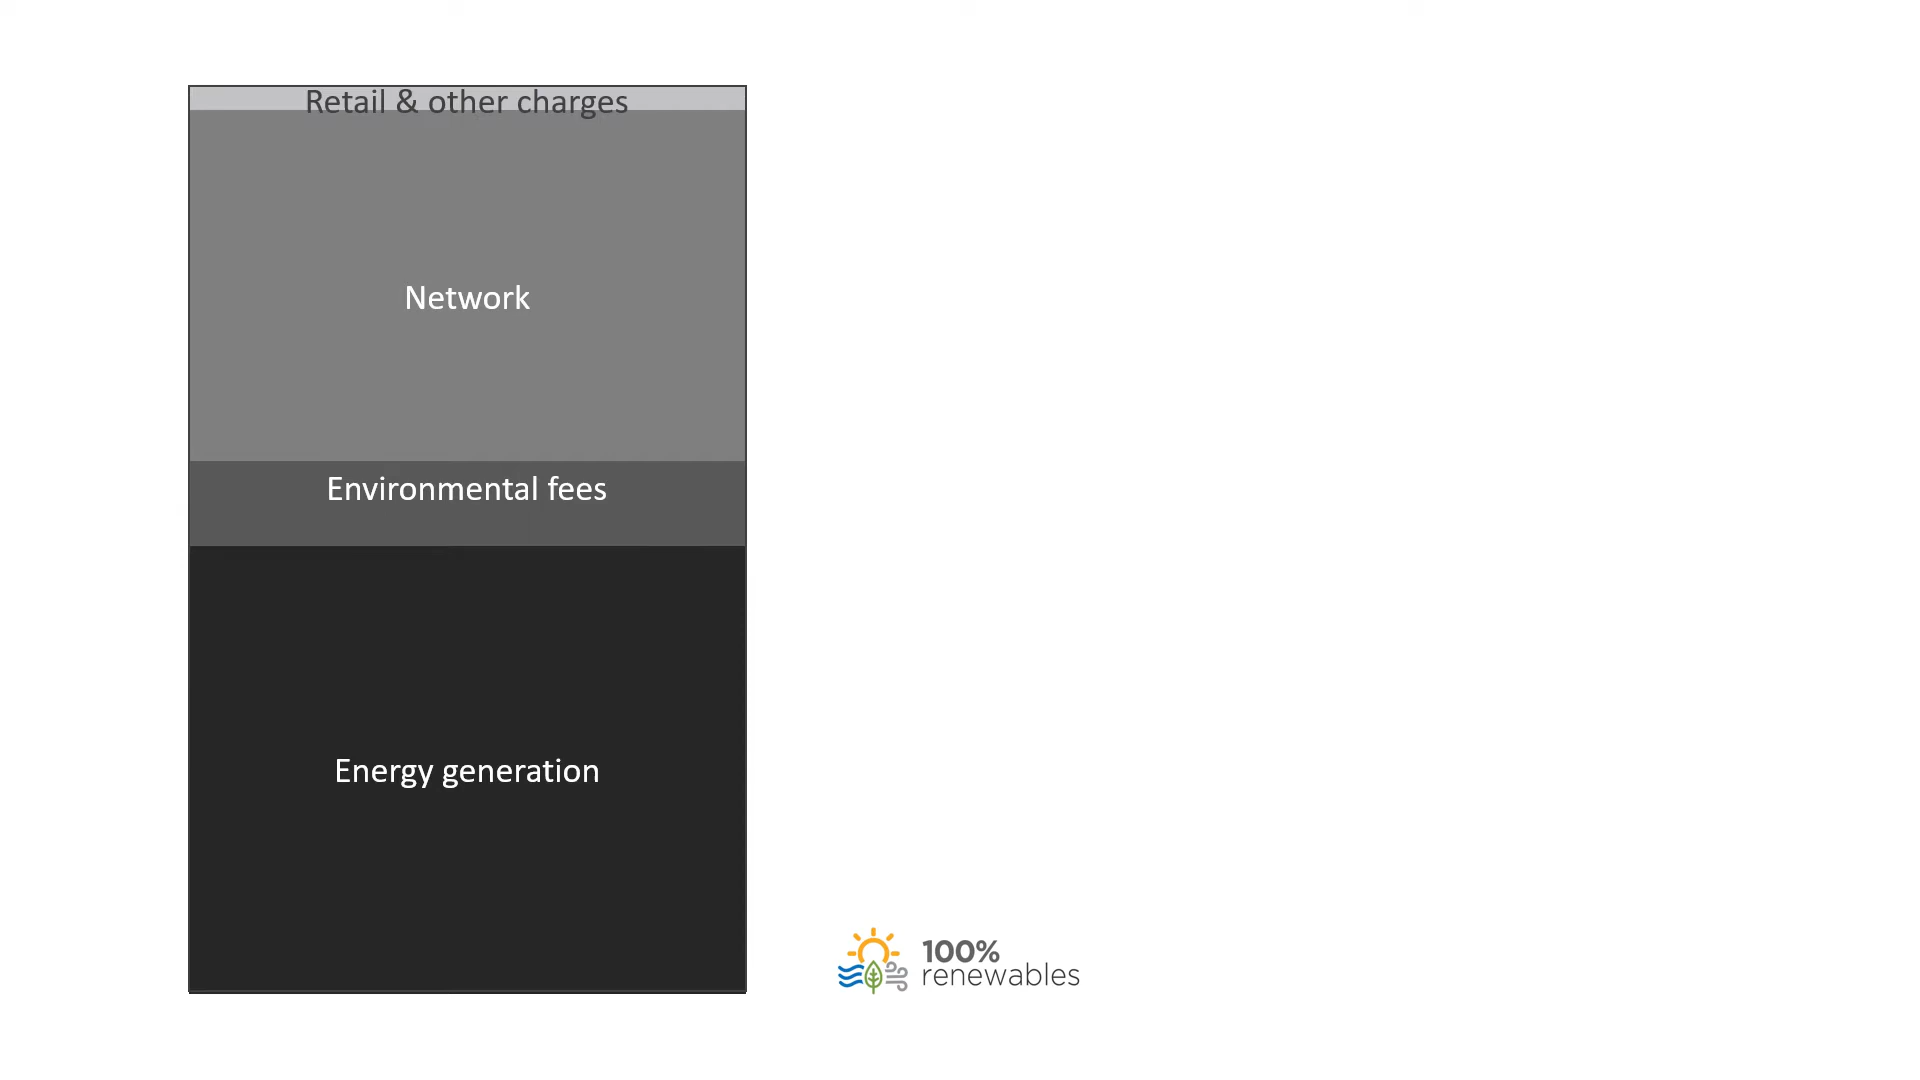 Retail & other charges
Network
Environmental fees
Energy generation
100%
renewables